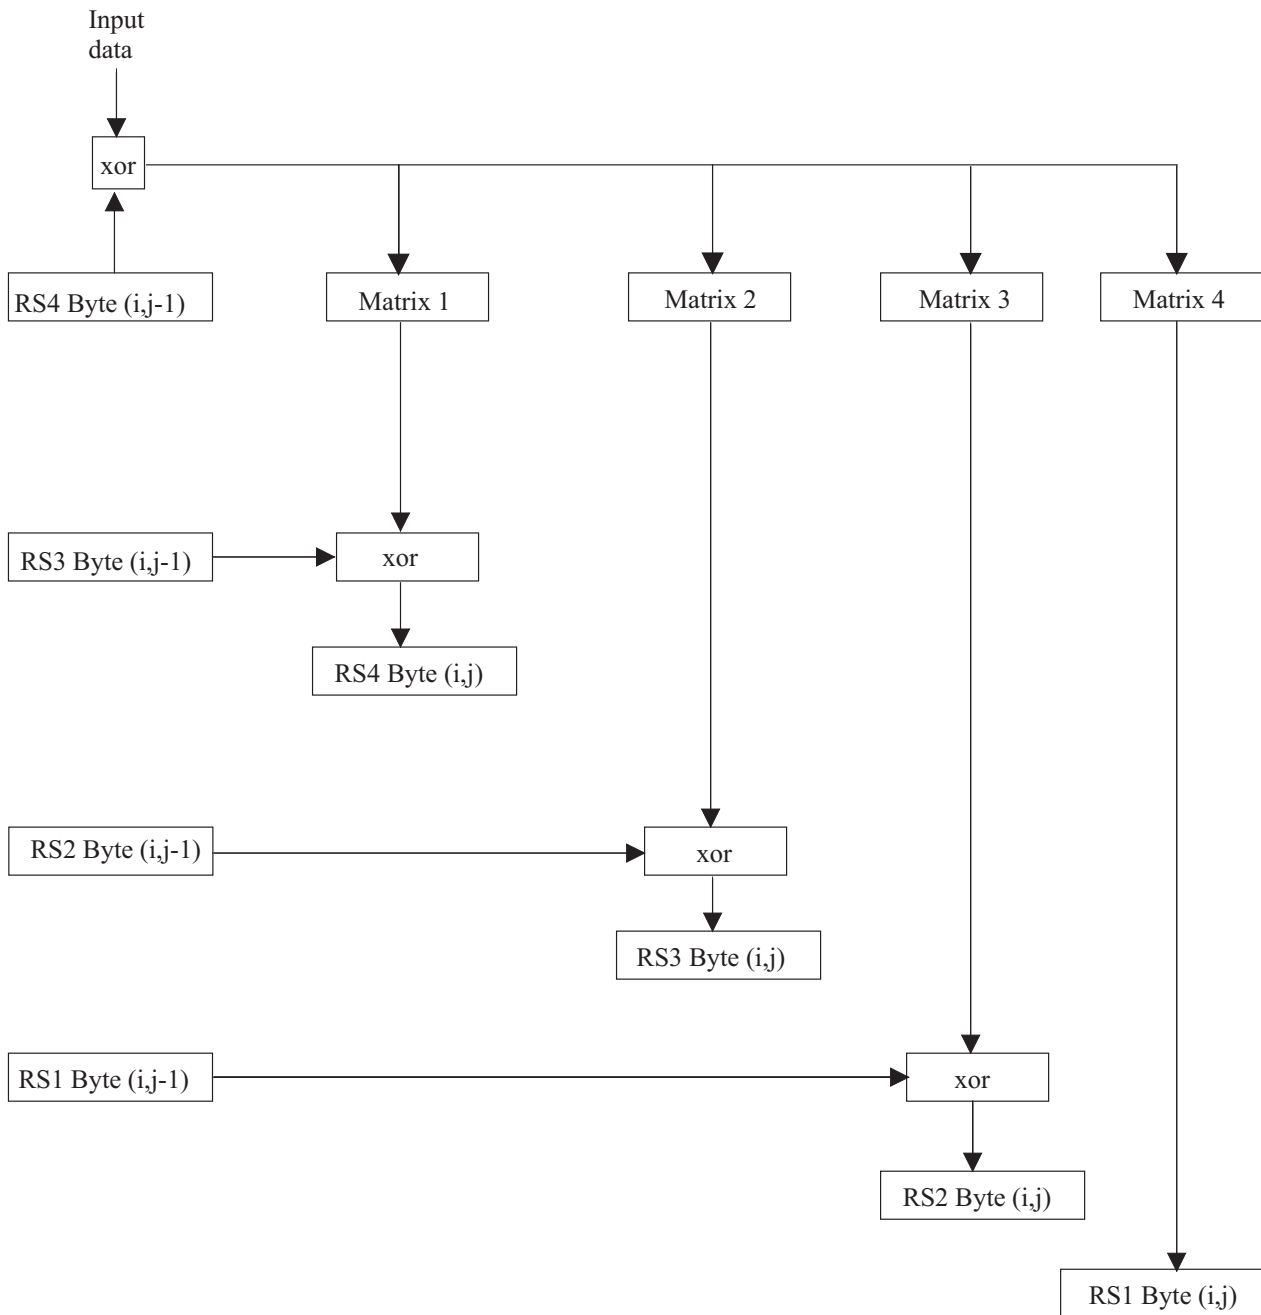 Input
data
xor
RS4 Byte (i,j-1)
Matrix 1
Matrix 2
Matrix 3
Matrix 4
RS3 Byte (i,j-1)
xor
RS4 Byte (i,j)
RS2 Byte (i,j-1)
xor
RS3 Byte (i,j)
RS1 Byte (i,j-1)
xor
RS2 Byte (i,j)
RS1 Byte (i,j)